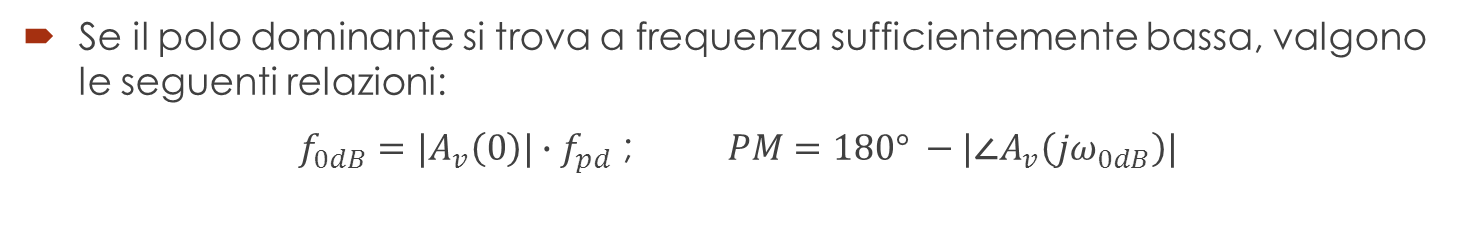 Se il polo dominante si trova a frequenza sufficientemente bassa, valgono
le seguenti relazioni:
𝑓₀dB = |Aᵥ(0)| · 𝑓pd ; PM = 180° − |∠Aᵥ(jω₀dB)|